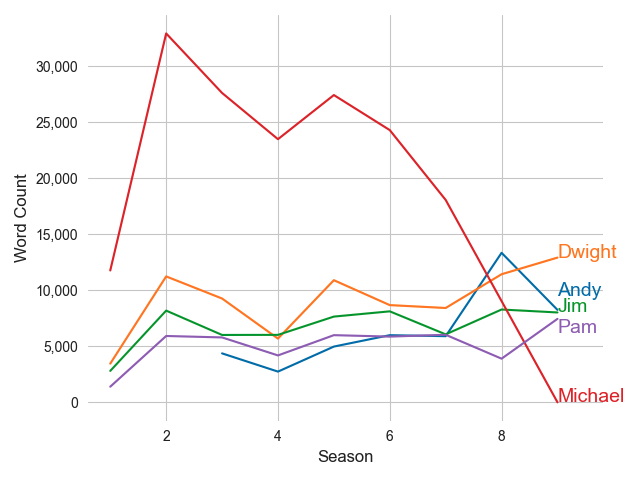 30,000
25,000
20,000
15,000
10,000
5,000
0
Word Count
Dwight
Andy
Jim
Pam
Michael
2
4
6
8
Season